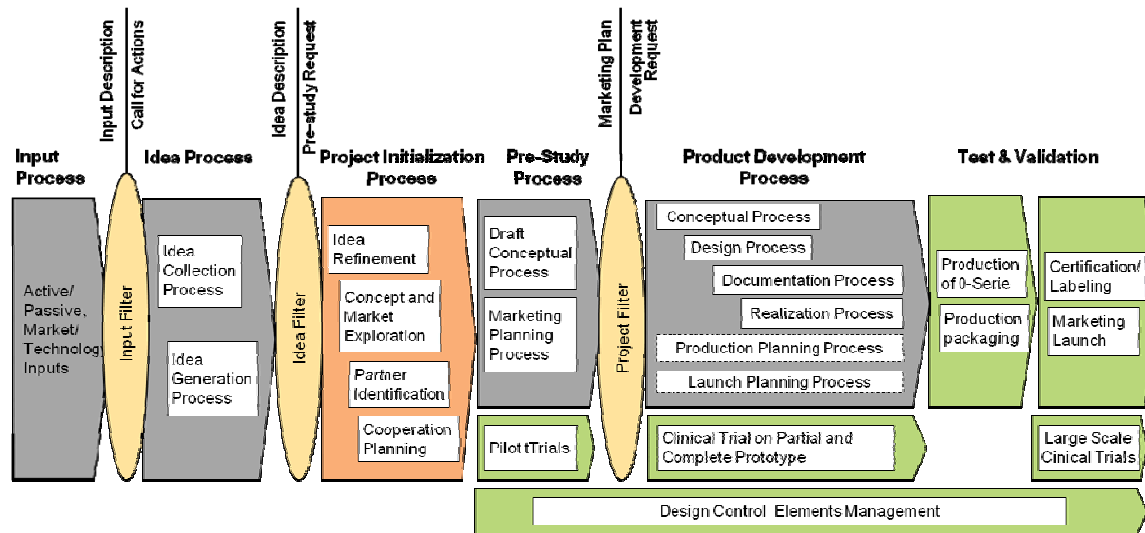 Input Description
Call for Actions
Idea Description
Pre-study Request
Marketing Plan
Development
Request
Input
Process
Idea Process
Project Initialization
Process
Pre-Study
Process
Product Development
Process
Test & Validation
Active/
Passive,
Market/
Technology
Inputs
Input Filter
Idea
Collection
Process
Idea
Generation
Process
Idea Filter
Idea
Refinement
Concept and
Market
Exploration
Partner
Identification
Cooperation
Planning
Draft
Conceptual
Process
Marketing
Planning
Process
Pilot tTrials
Project Filter
Conceptual Process
Design Process
Documentation Process
Realization Process
Production Planning Process
Launch Planning Process
Clinical Trial on Partial and
Complete Prototype
Production
of 0-Serie
Production
packaging
Certification/
Labeling
Marketing
Launch
Large Scale
Cinical Trials
Design Control Elements Management